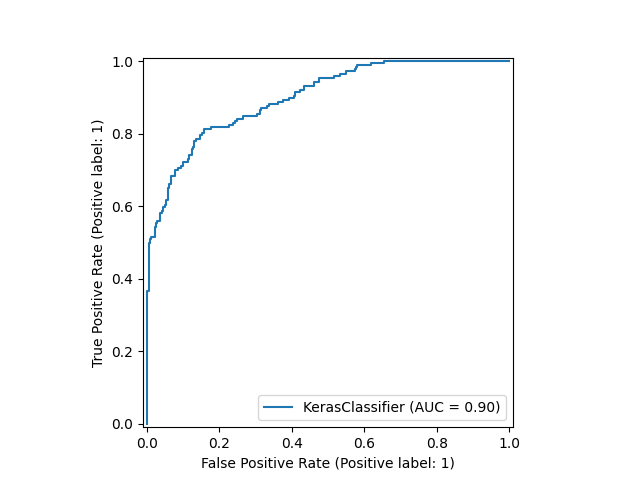 1.0
0.8
0.6
0.4
0.2
0.0
True Positive Rate (Positive label: 1)
KerasClassifier (AUC = 0.90)
0.0 0.2 0.4 0.6 0.8 1.0
False Positive Rate (Positive label: 1)